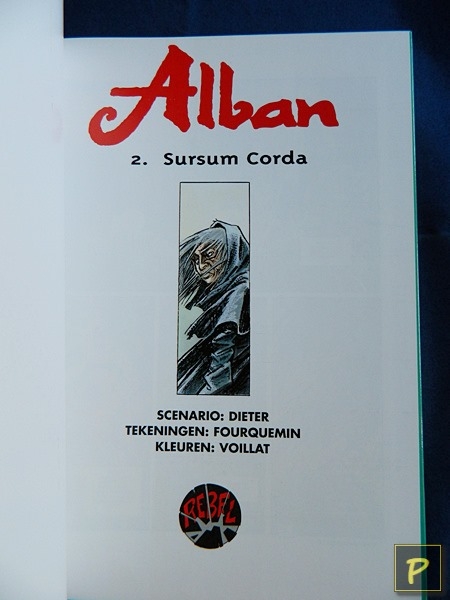 Alban
2. Sursum Corda
SCENARIO: DIETER
TEKENINGEN: FOURQUEMIN
KLEUREN: VOILLAT
REBEL
P